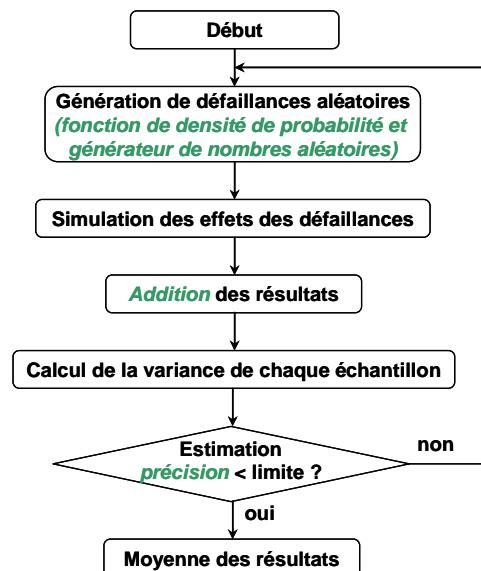 Début
Génération de défaillances aléatoires
(fonction de densité de probabilité et
générateur de nombres aléatoires)
Simulation des effets des défaillances
Addition des résultats
Calcul de la variance de chaque échantillon
Estimation
précision < limite ?
non
oui
Moyenne des résultats